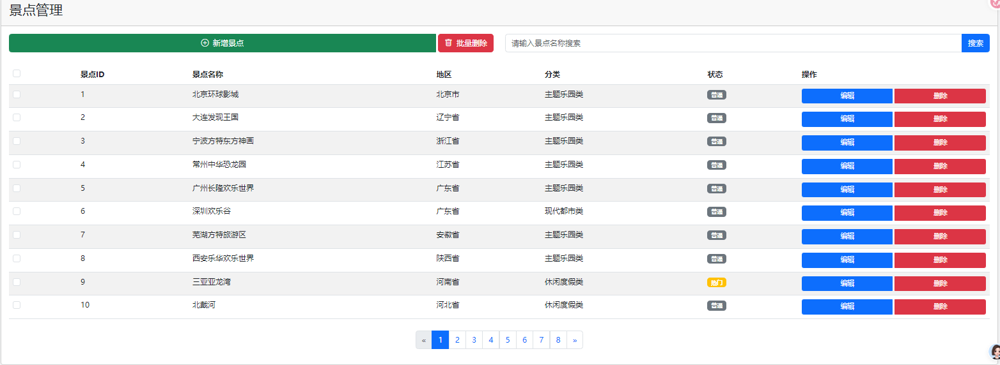 景点管理
新增景点 批量删除 请输入景点名称搜索 搜索
景点ID 景点名称 地区 分类 状态 操作
1 北京环球影城 北京市 主题乐园类 普通 编辑 删除
2 大连发现王国 辽宁省 主题乐园类 普通 编辑 删除
3 宁波方特东方神画 浙江省 主题乐园类 普通 编辑 删除
4 常州中华恐龙园 江苏省 主题乐园类 普通 编辑 删除
5 广州长隆欢乐世界 广东省 主题乐园类 普通 编辑 删除
6 深圳欢乐谷 广东省 现代都市类 普通 编辑 删除
7 芜湖方特旅游区 安徽省 主题乐园类 普通 编辑 删除
8 西安乐华欢乐世界 陕西省 主题乐园类 普通 编辑 删除
9 三亚亚龙湾 河南省 休闲度假类 热门 编辑 删除
10 北戴河 河北省 休闲度假类 普通 编辑 删除
« 1 2 3 4 5 6 7 8 »